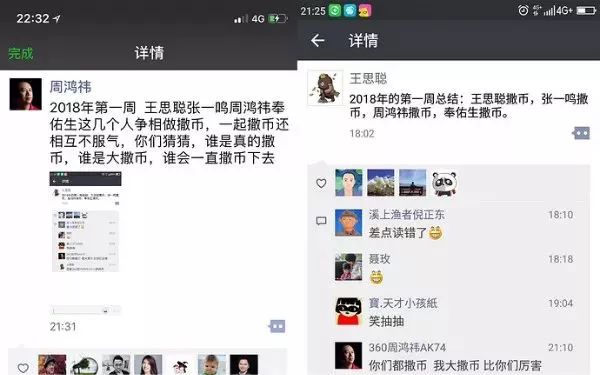 22:32
4G
完成
详情
周鸿祎
2018年第一周 王思聪张一鸣周鸿祎奉
佑生这几个人争相做撒币，一起撒币还
相互不服气，你们猜猜，谁是真的撒
币，谁是大撒币，谁会一直撒币下去
21:31
21:25
4G+
4G+
详情
王思聪
2018年的第一周总结：王思聪撒币，张一鸣撒
币，周鸿祎撒币，奉佑生撒币。
18:02
溪上渔者倪正东
18:10
差点读错了
聂玫
18:18
寶.天才小孩紙
19:04
笑抽抽
360周鸿祎AK74
21:10
你们都撒币 我大撒币 比你们厉害